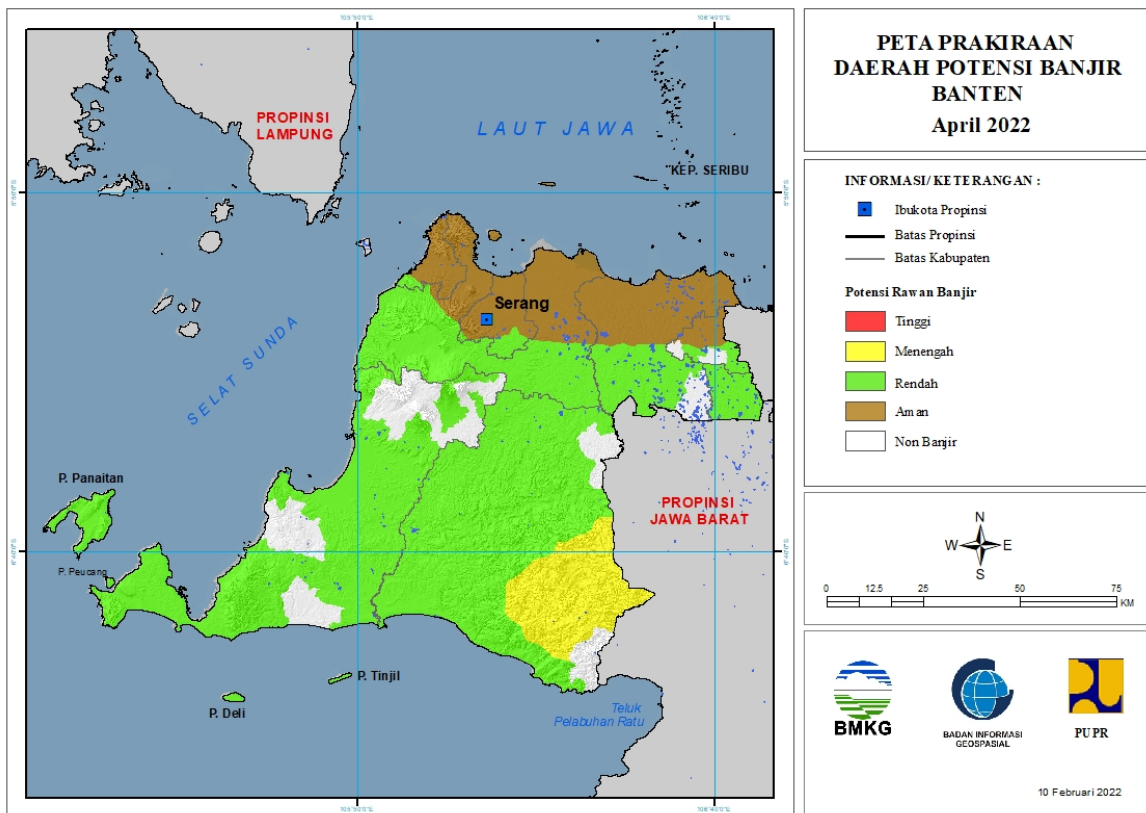 PETA PRAKIRAAN
DAERAH POTENSI BANJIR
BANTEN
April 2022
INFORMASI/ KETERANGAN :
Ibukota Propinsi
Batas Propinsi
Batas Kabupaten
Potensi Rawan Banjir
Tinggi
Menengah
Rendah
Aman
Non Banjir
N
W E
S
0 12.5 25 50 75
KM
BMKG
BADAN INFORMASI
GEOSPASIAL
PUPR
10 Februari 2022
PROPINSI
LAMPUNG
LAUT JAWA
KEP. SERIBU
Serang
SELAT SUNDA
P. Panaitan
P. Peucang
PROPINSI
JAWA BARAT
P. Tinjil
P. Deli
Teluk
Pelabuhan Ratu